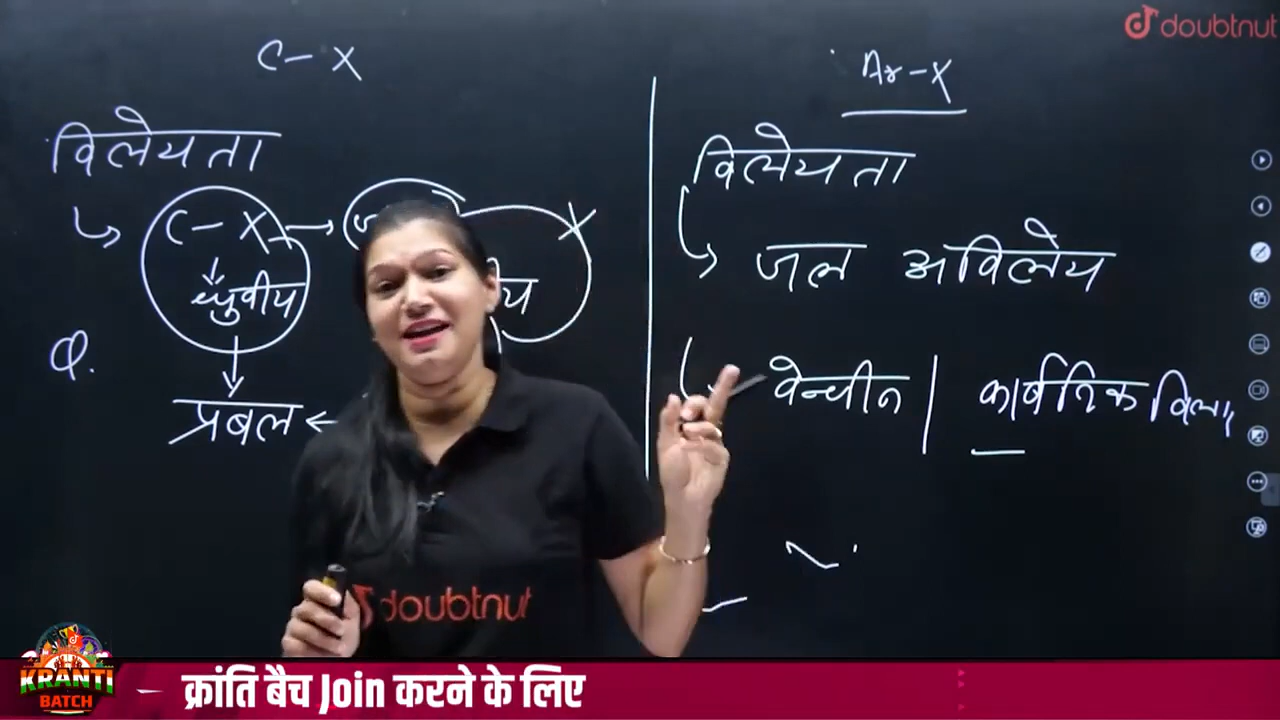 doubtnut
C-X
विलेयता
C-X
ध्रुवीय
Q.
प्रबल
Ar-X
विलेयता
जल अविलेय
वेन्जीन | कार्बनिक
doubtnut
KRANTI
BATCH
क्रांति बैच Join करने के लिए